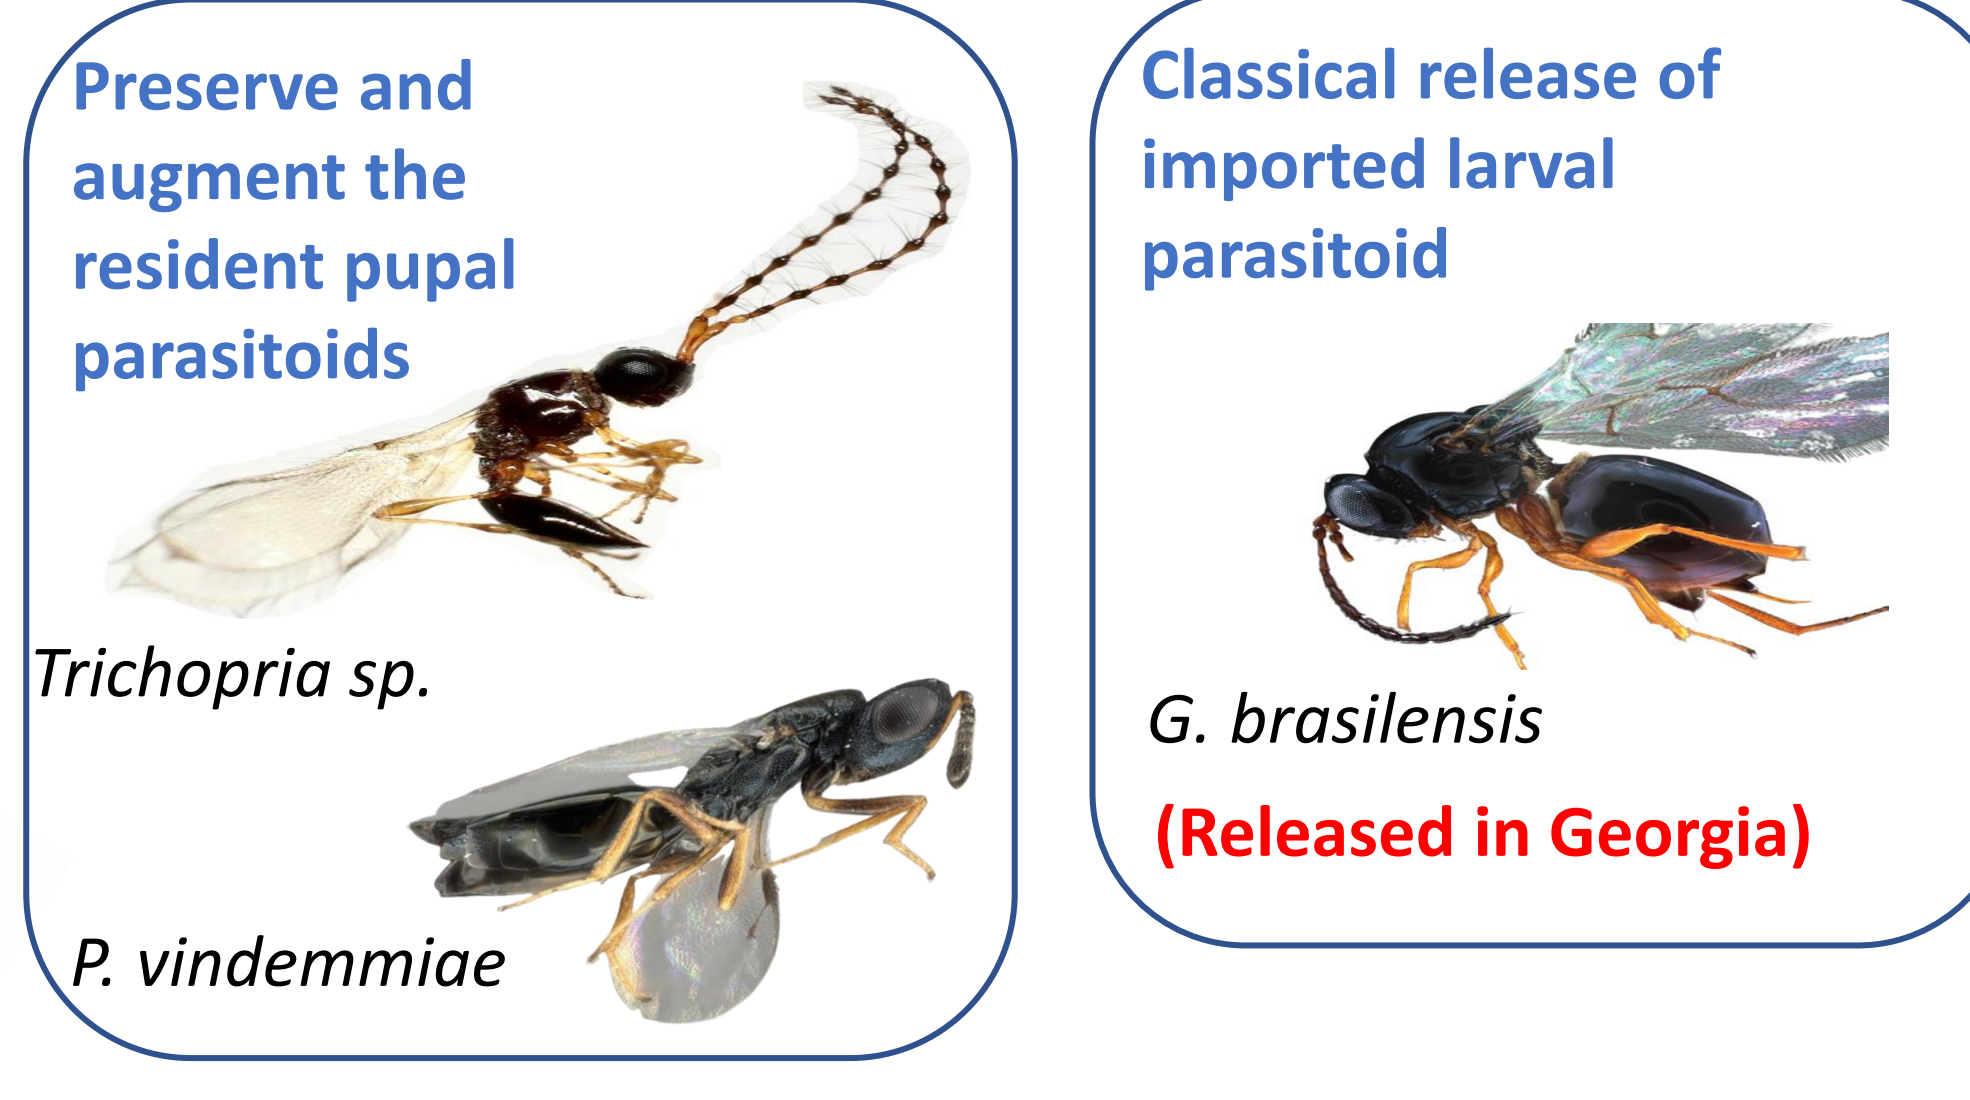 Preserve and
augment the
resident pupal
parasitoids
Trichopria sp.
P. vindemmiae
Classical release of
imported larval
parasitoid
G. brasilensis
(Released in Georgia)